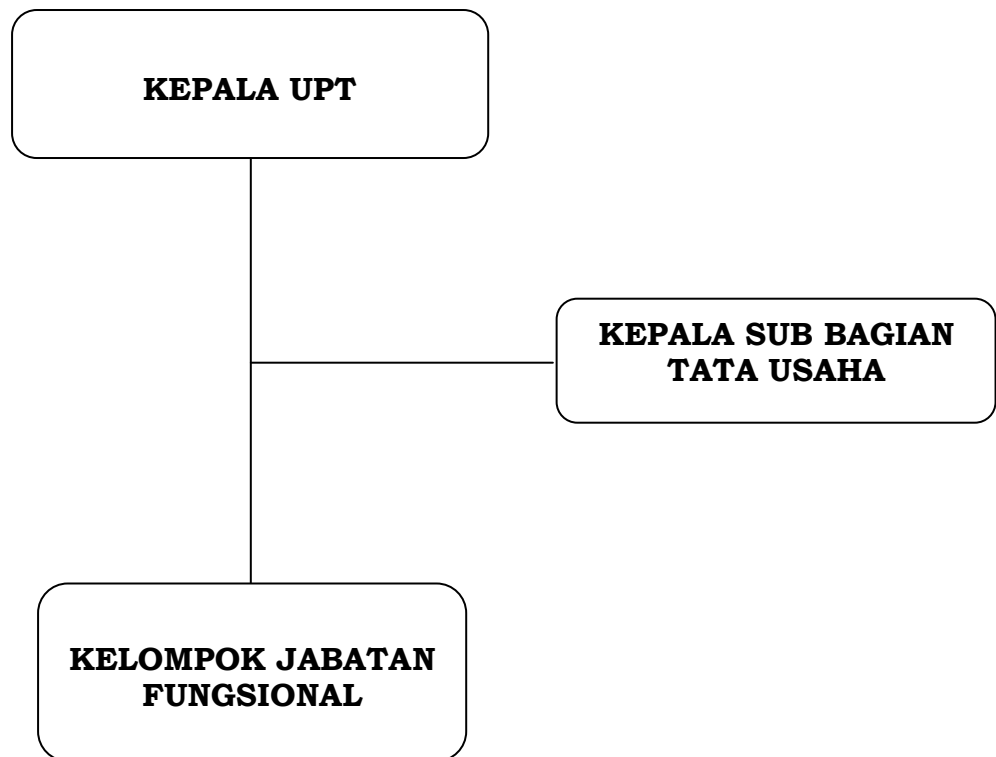 KEPALA UPT
KEPALA SUB BAGIAN
TATA USAHA
KELOMPOK JABATAN
FUNGSIONAL